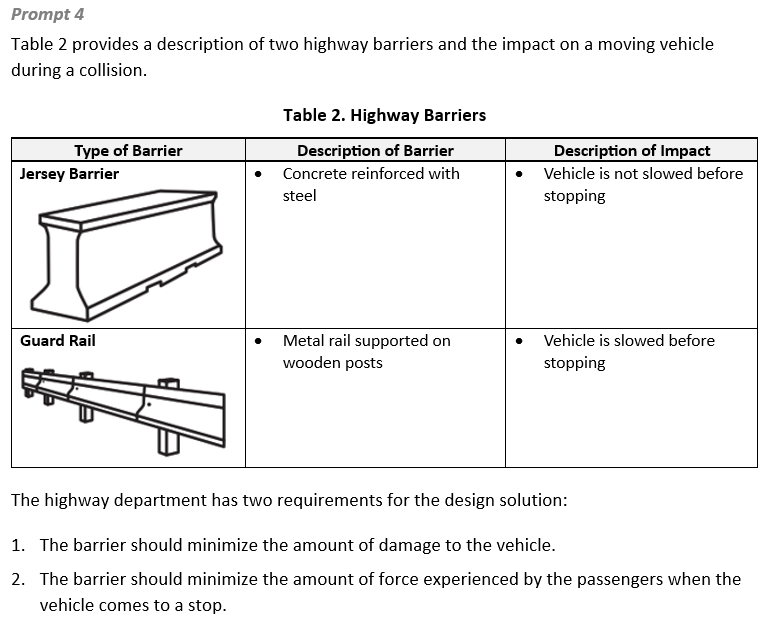 Prompt 4
Table 2 provides a description of two highway barriers and the impact on a moving vehicle
during a collision.
Table 2. Highway Barriers
Type of Barrier
Description of Barrier
Description of Impact
Jersey Barrier
• Concrete reinforced with
steel
• Vehicle is not slowed before
stopping
Guard Rail
• Metal rail supported on
wooden posts
• Vehicle is slowed before
stopping
The highway department has two requirements for the design solution:
1. The barrier should minimize the amount of damage to the vehicle.
2. The barrier should minimize the amount of force experienced by the passengers when the
vehicle comes to a stop.